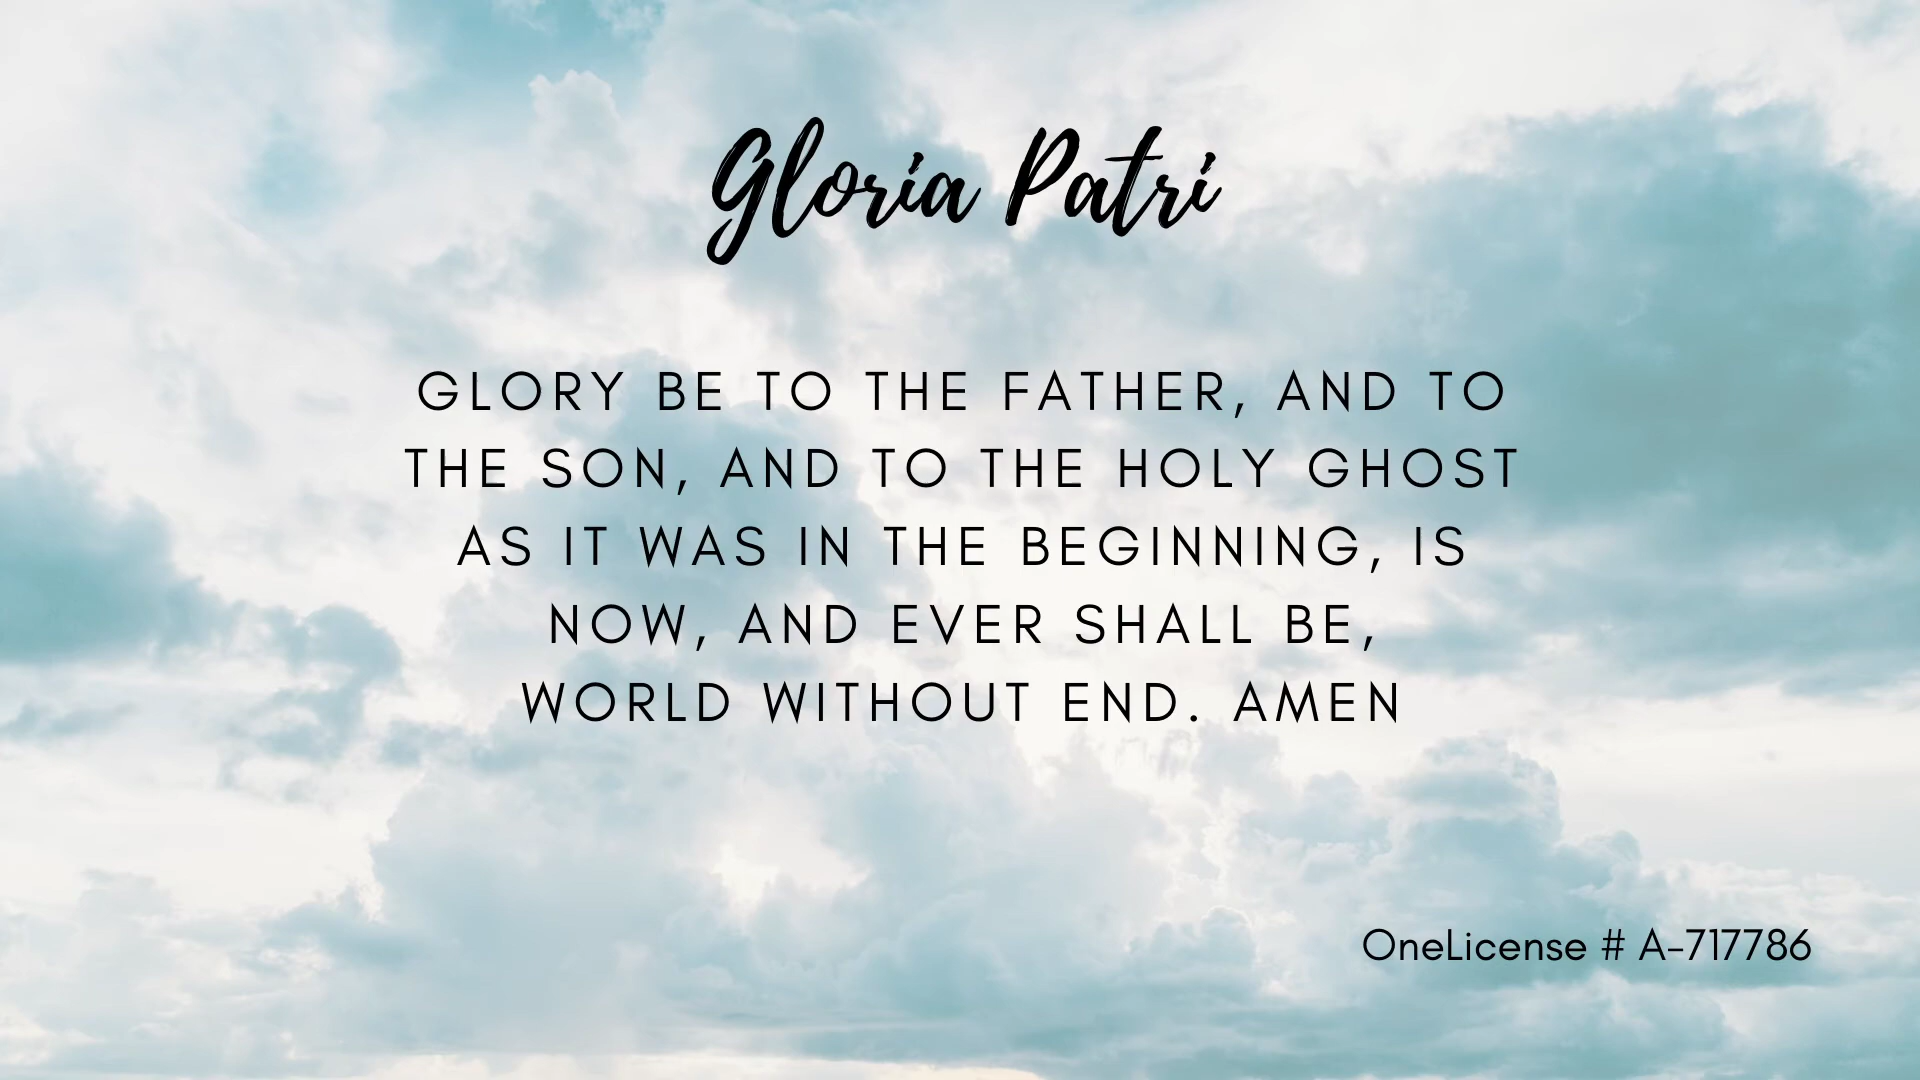 Gloria Patri
GLORY BE TO THE FATHER, AND TO
THE SON, AND TO THE HOLY GHOST
AS IT WAS IN THE BEGINNING, IS
NOW, AND EVER SHALL BE,
WORLD WITHOUT END. AMEN
OneLicense # A-717786